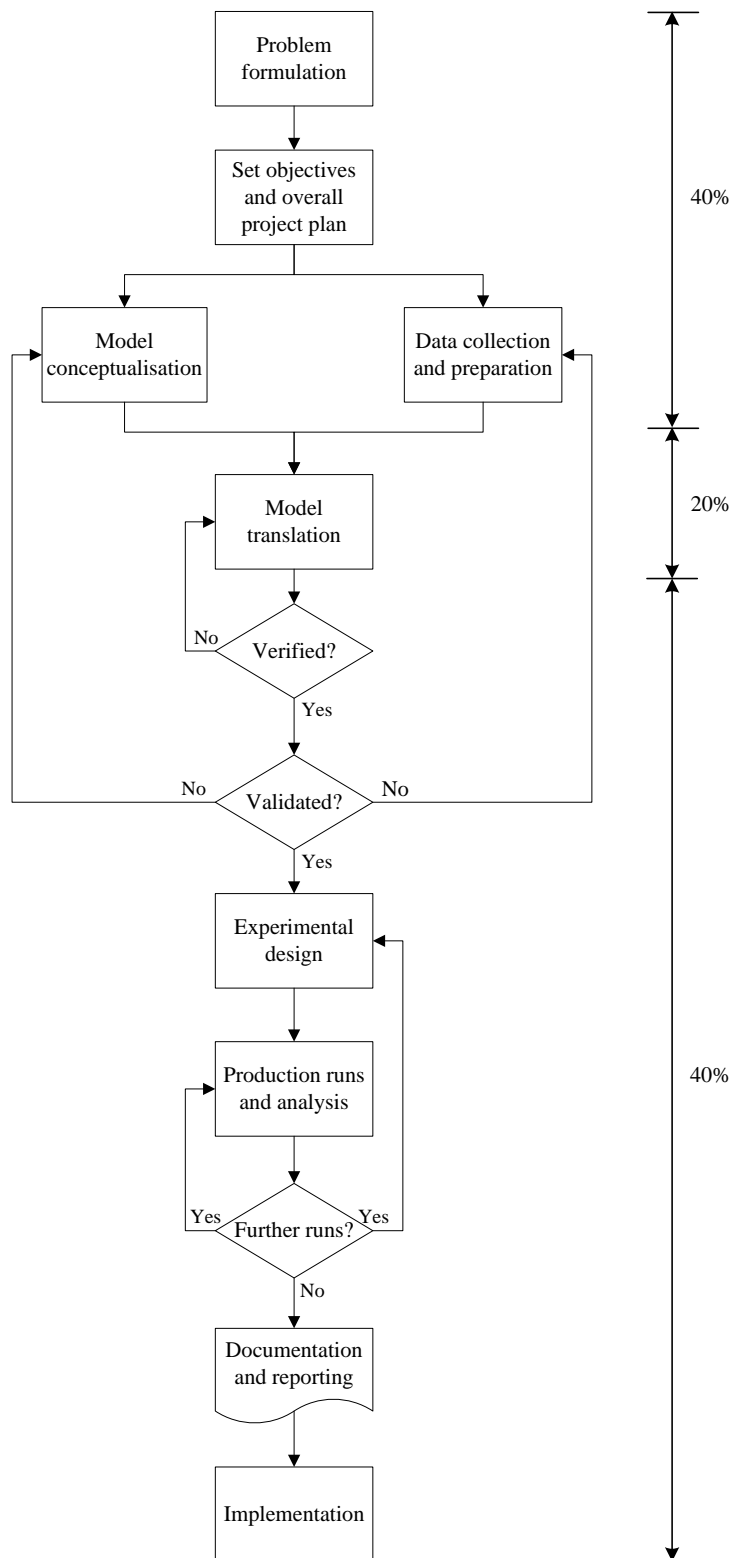 Problem
formulation
Set objectives
and overall
project plan
40%
Model
conceptualisation
Data collection
and preparation
Model
translation
20%
No
Verified?
Yes
No
Validated?
No
Yes
Experimental
design
Production runs
and analysis
40%
Yes
Further runs?
Yes
No
Documentation
and reporting
Implementation